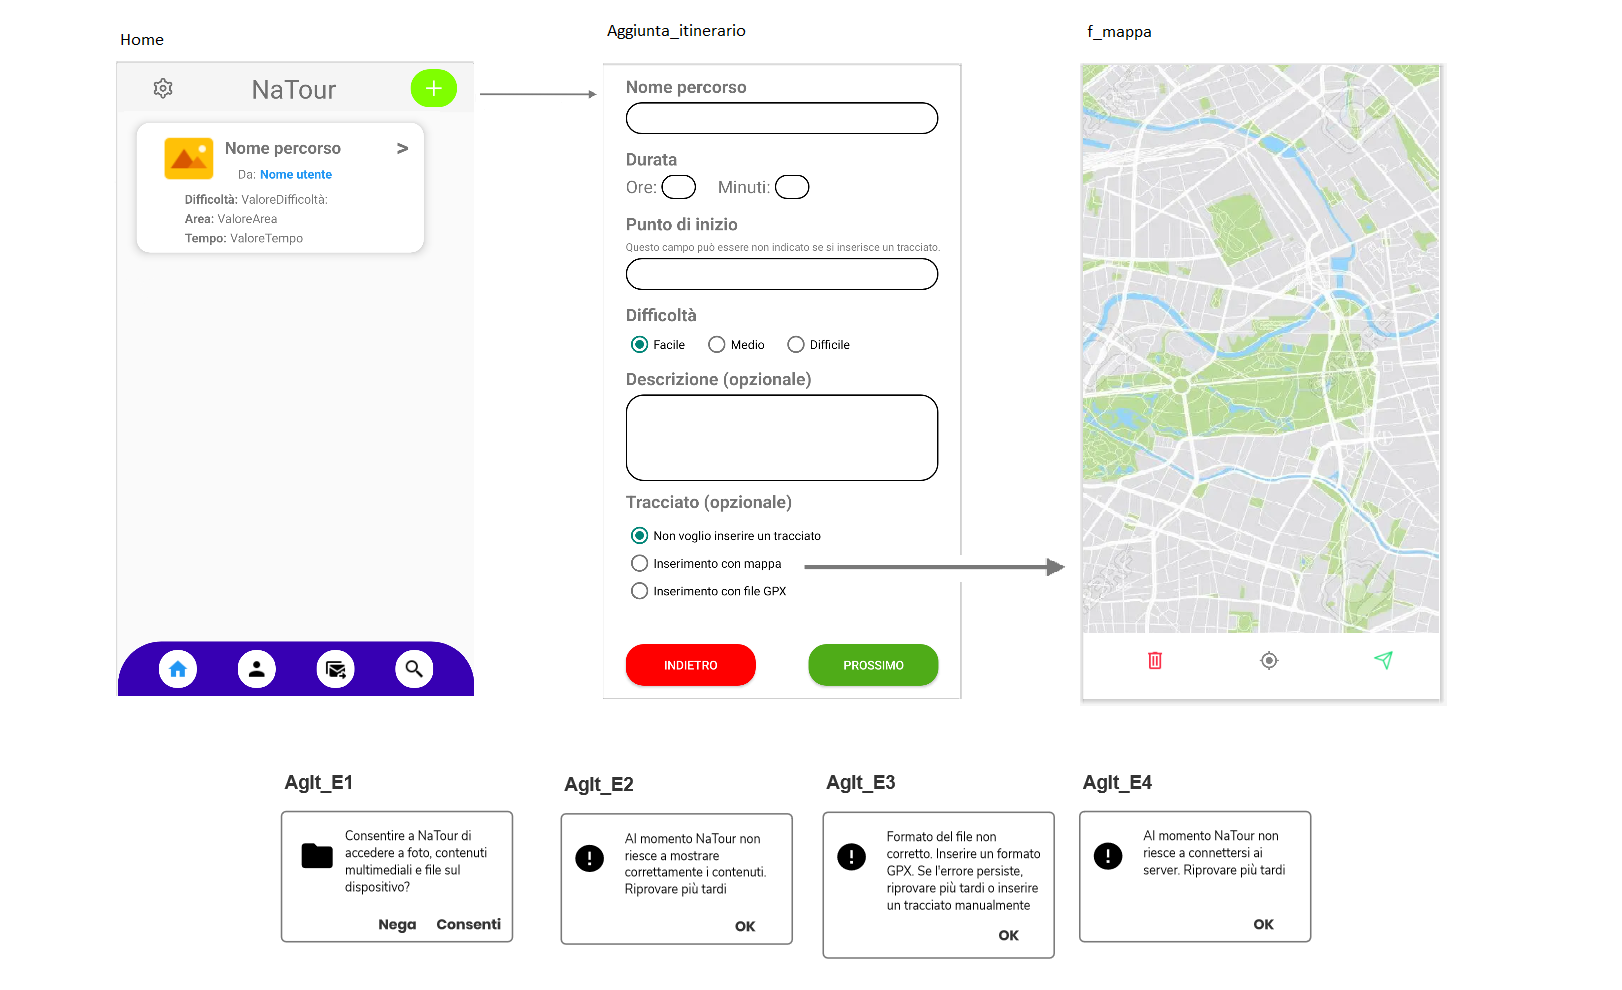 Home
NaTour
+
Nome percorso
>
Da: Nome utente
Difficoltà: ValoreDifficoltà:
Area: ValoreArea
Tempo: ValoreTempo
Aggiunta_itinerario
Nome percorso
Durata
Ore:
Minuti:
Punto di inizio
Questo campo può essere non indicato se si inserisce un tracciato.
Difficoltà
Facile
Medio
Difficile
Descrizione (opzionale)
Tracciato (opzionale)
Non voglio inserire un tracciato
Inserimento con mappa
Inserimento con file GPX
INDIETRO
PROSSIMO
f_mappa
AgIt_E1
Consentire a NaTour di
accedere a foto, contenuti
multimediali e file sul
dispositivo?
Nega
Consenti
AgIt_E2
Al momento NaTour non
riesce a mostrare
correttamente i contenuti.
Riprovare più tardi
OK
AgIt_E3
Formato del file non
corretto. Inserire un formato
GPX. Se l'errore persiste,
riprovare più tardi o inserire
un tracciato manualmente
OK
AgIt_E4
Al momento NaTour non
riesce a connettersi ai
server. Riprovare più tardi
OK